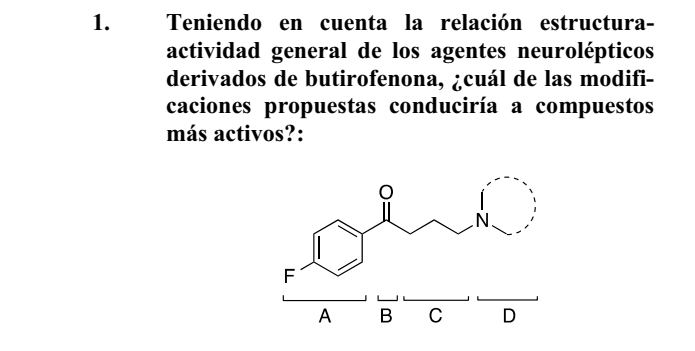 1. Teniendo en cuenta la relación estructura-
actividad general de los agentes neurolépticos
derivados de butirofenona, ¿cuál de las modifi-
caciones propuestas conduciría a compuestos
más activos?:
O
N
F
A B C D